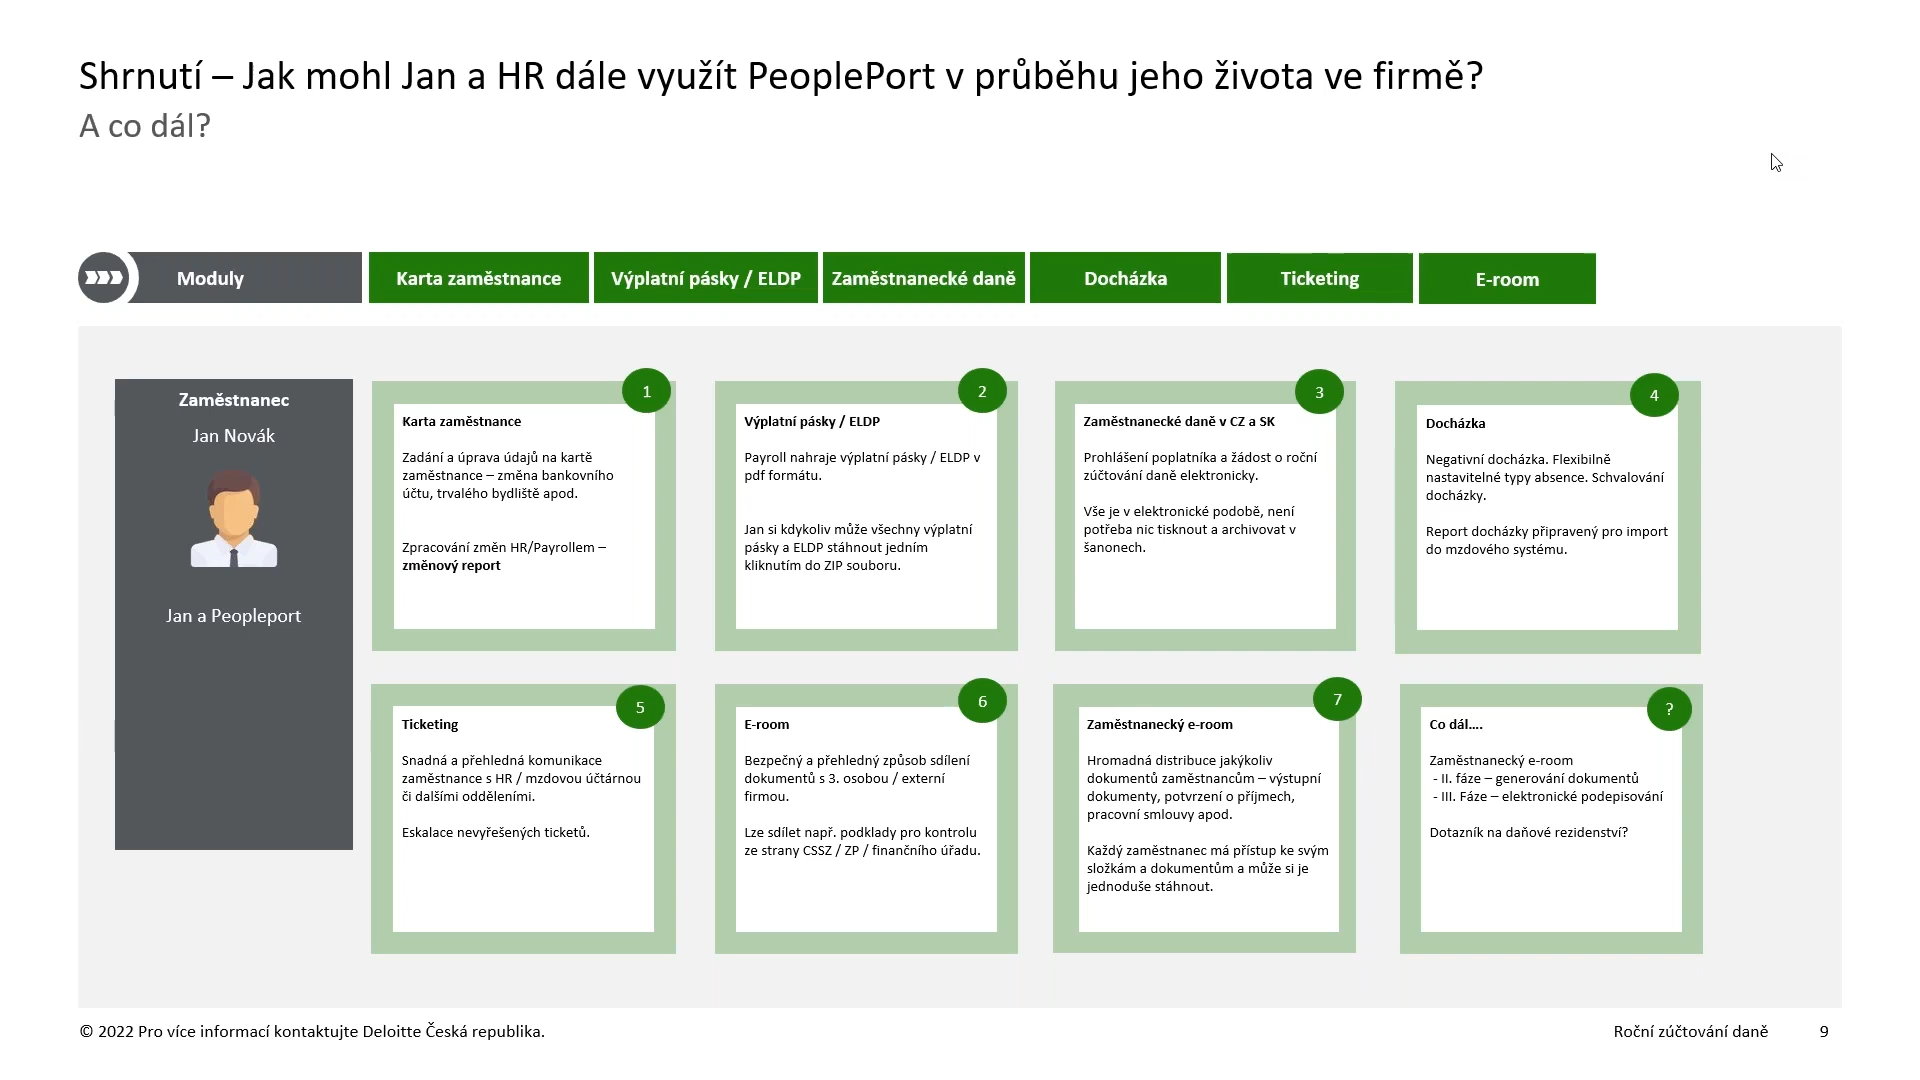 Shrnutí – Jak mohl Jan a HR dále využít PeoplePort v průběhu jeho života ve firmě?
A co dál?
Moduly
Karta zaměstnance
Výplatní pásky / ELDP
Zaměstnanecké daně
Docházka
Ticketing
E-room
Zaměstnanec
Jan Novák
Jan a Peopleport
1
Karta zaměstnance
Zadání a úprava údajů na kartě
zaměstnance – změna bankovního
účtu, trvalého bydliště apod.
Zpracování změn HR/Payrollem –
změnový report
2
Výplatní pásky / ELDP
Payroll nahraje výplatní pásky / ELDP v
pdf formátu.
Jan si kdykoliv může všechny výplatní
pásky a ELDP stáhnout jedním
kliknutím do ZIP souboru.
3
Zaměstnanecké daně v CZ a SK
Prohlášení poplatníka a žádost o roční
zúčtování daně elektronicky.
Vše je v elektronické podobě, není
potřeba nic tisknout a archivovat v
šanonech.
4
Docházka
Negativní docházka. Flexibilně
nastavitelné typy absence. Schvalování
docházky.
Report docházky připravený pro import
do mzdového systému.
5
Ticketing
Snadná a přehledná komunikace
zaměstnance s HR / mzdovou účtárnou
či dalšími odděleními.
Eskalace nevyřešených ticketů.
6
E-room
Bezpečný a přehledný způsob sdílení
dokumentů s 3. osobou / externí
firmou.
Lze sdílet např. podklady pro kontrolu
ze strany CSSZ / ZP / finančního úřadu.
7
Zaměstnanecký e-room
Hromadná distribuce jakýkoliv
dokumentů zaměstnancům – výstupní
dokumenty, potvrzení o příjmech,
pracovní smlouvy apod.
Každý zaměstnanec má přístup ke svým
složkám a dokumentům a může si je
jednoduše stáhnout.
?
Co dál....
Zaměstnanecký e-room
- II. fáze – generování dokumentů
- III. Fáze – elektronické podepisování
Dotazník na daňové rezidenství?
© 2022 Pro více informací kontaktujte Deloitte Česká republika.
Roční zúčtování daně
9